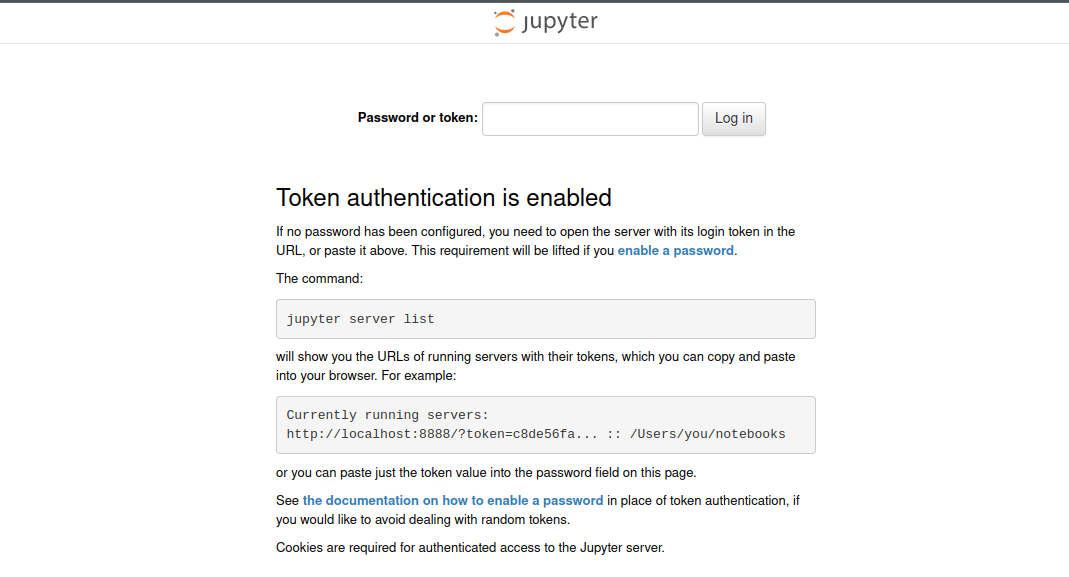 jupyter
Password or token:
Log in
Token authentication is enabled
If no password has been configured, you need to open the server with its login token in the
URL, or paste it above. This requirement will be lifted if you enable a password.
The command:
jupyter server list
will show you the URLs of running servers with their tokens, which you can copy and paste
into your browser. For example:
Currently running servers:
http://localhost:8888/?token=c8de56fa... :: /Users/you/notebooks
or you can paste just the token value into the password field on this page.
See the documentation on how to enable a password in place of token authentication, if
you would like to avoid dealing with random tokens.
Cookies are required for authenticated access to the Jupyter server.